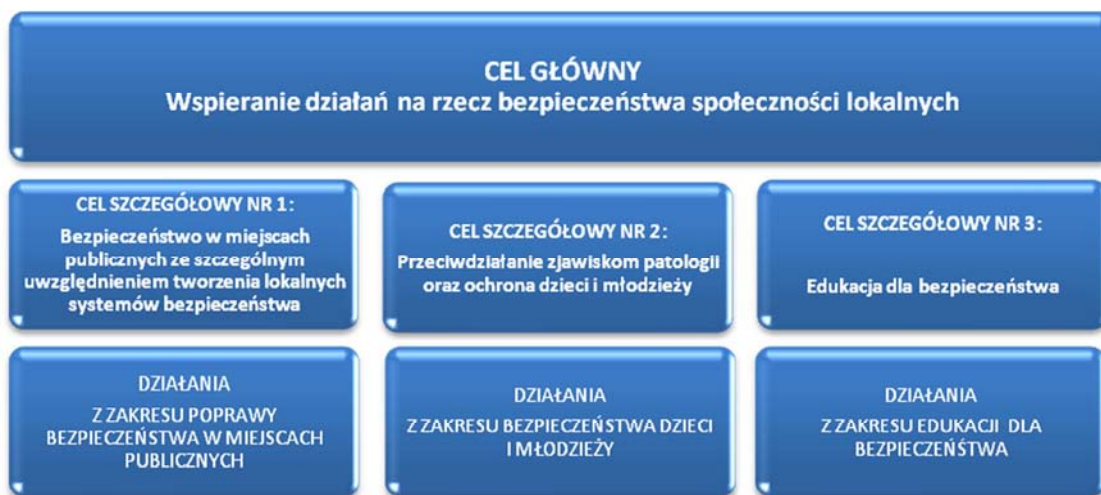 CEL GŁÓWNY
Wspieranie działań na rzecz bezpieczeństwa społeczności lokalnych
CEL SZCZEGÓŁOWY NR 1:
Bezpieczeństwo w miejscach
publicznych ze szczególnym
uwzględnieniem tworzenia lokalnych
systemów bezpieczeństwa
CEL SZCZEGÓŁOWY NR 2:
Przeciwdziałanie zjawiskom patologii
oraz ochrona dzieci i młodzieży
CEL SZCZEGÓŁOWY NR 3:
Edukacja dla bezpieczeństwa
DZIAŁANIA
Z ZAKRESU POPRAWY
BEZPIECZEŃSTWA W MIEJSCACH
PUBLICZNYCH
DZIAŁANIA
Z ZAKRESU BEZPIECZEŃSTWA DZIECI
I MŁODZIEŻY
DZIAŁANIA
Z ZAKRESU EDUKACJI DLA
BEZPIECZEŃSTWA